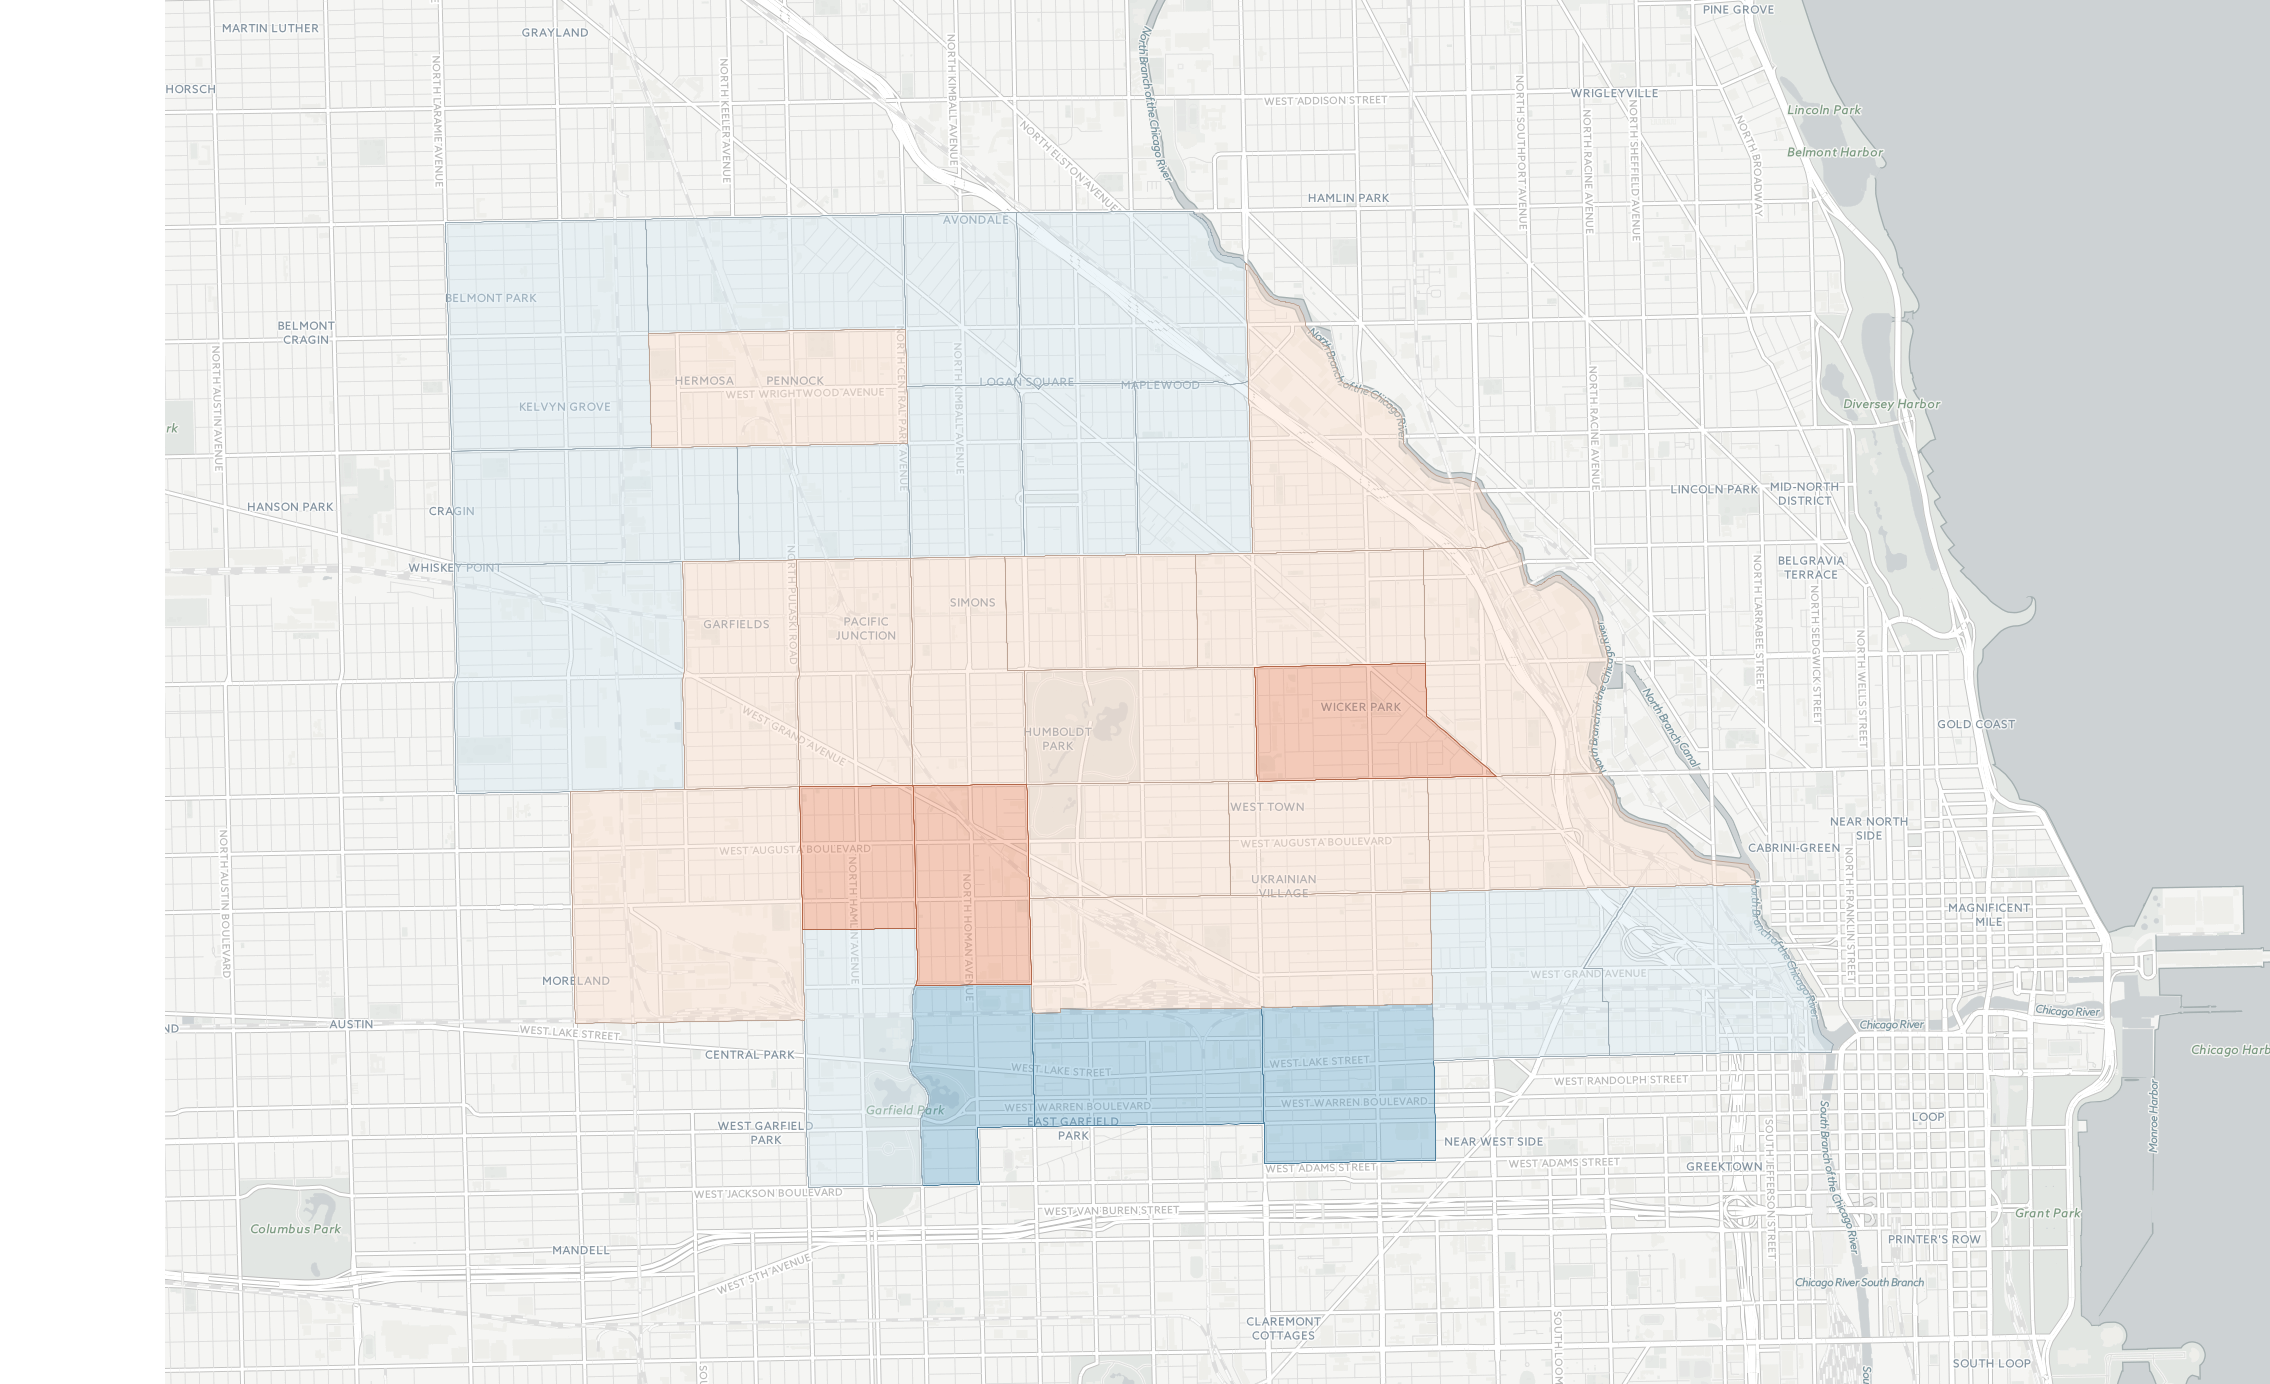 PINE GROVE
MARTIN LUTHER
GRAYLAND
North Branch of the Chicago River
HORSCH
NORTH LARAMIE AVENUE
NORTH KEELER AVENUE
NORTH KIMBALL AVENUE
WEST ADDISON STREET
NORTH SOUTHPORT AVENUE
WRIGLEYVILLE
NORTH RACINE AVENUE
NORTH SHEFFIELD AVENUE
NORTH BROADWAY
Lincoln Park
Belmont Harbor
NORTH ELSTON AVENUE
HAMLIN PARK
AVONDALE
BELMONT PARK
BELMONT
CRAGIN
NORTH AUSTIN AVENUE
NORTH CENTRAL PARK AVENUE
NORTH KIMBALL AVENUE
North Branch of the Chicago River
HERMOSA
PENNOCK
WEST WRIGHTWOOD AVENUE
LOGAN SQUARE
MAPLEWOOD
KELVYN GROVE
NORTH RACINE AVENUE
Diversey Harbor
rk
HANSON PARK
CRAGIN
LINCOLN PARK
MID-NORTH
DISTRICT
WHISKEY POINT
NORTH PULASKI ROAD
BELGRAVIA
TERRACE
NORTH LARRABEE STREET
NORTH SEDGWICK STREET
NORTH WELLS STREET
SIMONS
GARFIELDS
PACIFIC
JUNCTION
North Branch of the Chicago River
North Branch Canal
WICKER PARK
GOLD COAST
WEST GRAND AVENUE
HUMBOLDT
PARK
WEST TOWN
NEAR NORTH
SIDE
WEST AUGUSTA BOULEVARD
WEST AUGUSTA BOULEVARD
CABRINI-GREEN
NORTH AUSTIN BOULEVARD
NORTH HAMLIN AVENUE
NORTH HOMAN AVENUE
UKRAINIAN
VILLAGE
NORTH FRANKLIN STREET
MAGNIFICENT
MILE
North Branch of the Chicago River
MORELAND
WEST GRAND AVENUE
ND
AUSTIN
WEST LAKE STREET
Chicago River
Chicago River
CENTRAL PARK
WEST LAKE STREET
WEST LAKE STREET
Chicago Harb
WEST RANDOLPH STREET
Garfield Park
WEST WARREN BOULEVARD
WEST WARREN BOULEVARD
LOOP
Monroe Harbor
WEST GARFIELD
PARK
EAST GARFIELD
PARK
NEAR WEST SIDE
SOUTH JEFFERSON STREET
South Branch of the Chicago River
WEST ADAMS STREET
WEST ADAMS STREET
GREEKTOWN
WEST JACKSON BOULEVARD
WEST VAN BUREN STREET
Grant Park
Columbus Park
MANDELL
PRINTER'S ROW
WEST 5TH AVENUE
Chicago River South Branch
CLAREMONT
COTTAGES
SOUTH LOOM
SOUTH LOOP
SOU
Sou